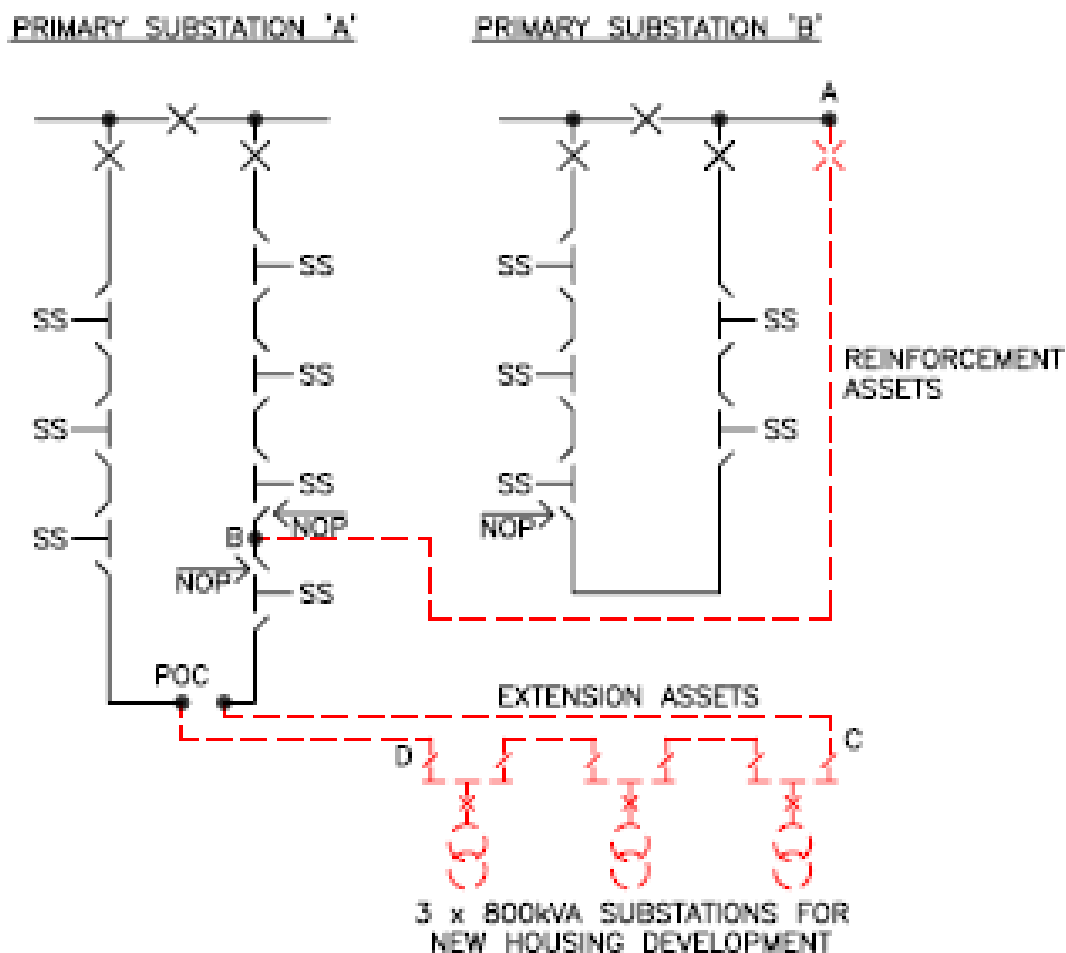 PRIMARY SUBSTATION 'A'
PRIMARY SUBSTATION 'B'
A
SS
SS
SS
SS
REINFORCEMENT
ASSETS
SS
SS
SS
SS
SS
SS
SS
NOP
NOP
B
SS
NOP
SS
POC
EXTENSION ASSETS
D
C
3 x 800kVA SUBSTATIONS FOR
NEW HOUSING DEVELOPMENT